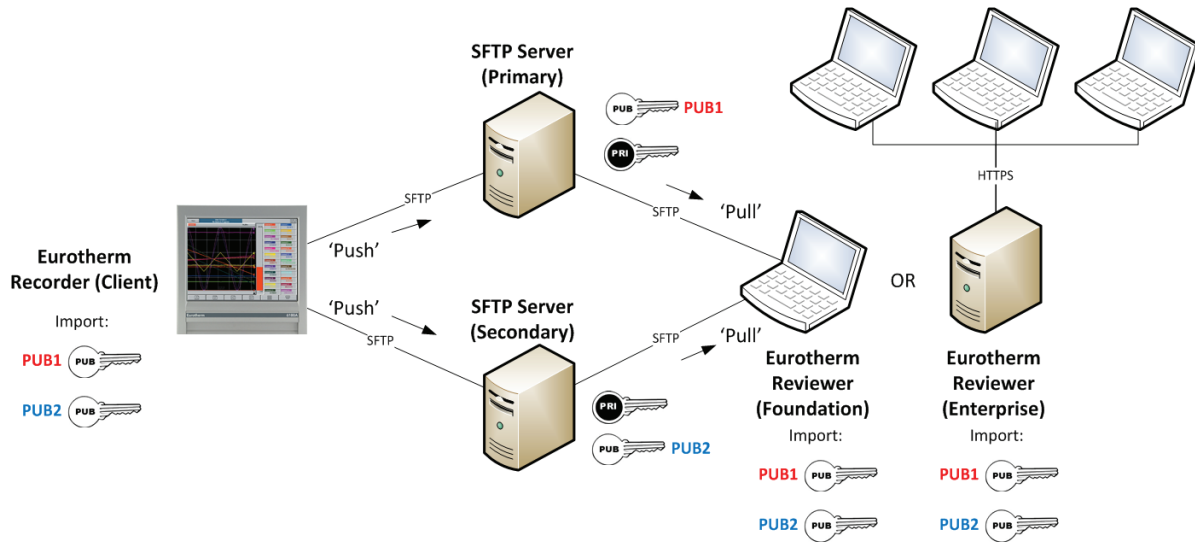 SFTP Server
(Primary)
PUB
PUB1
PRI
HTTPS
SFTP
'Push'
SFTP
'Pull'
Eurotherm
Recorder (Client)
Import:
PUB1
PUB
PUB2
PUB
'Push'
SFTP
SFTP Server
(Secondary)
SFTP
'Pull'
PRI
PUB
PUB2
OR
Eurotherm
Reviewer
(Foundation)
Import:
PUB1
PUB
PUB2
PUB
Eurotherm
Reviewer
(Enterprise)
Import:
PUB1
PUB
PUB2
PUB